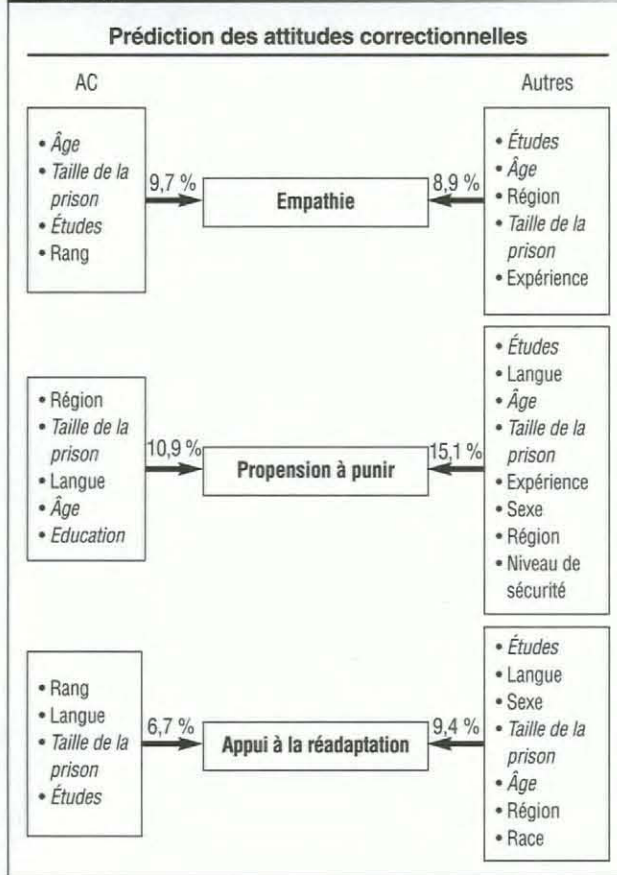 Prédiction des attitudes correctionnelles
AC
Autres
• Âge
• Taille de la
prison
• Études
• Rang
9,7 %
Empathie
8,9 %
• Études
• Âge
• Région
• Taille de la
prison
• Expérience
• Région
• Taille de la
prison
• Langue
• Âge
• Education
10,9 %
Propension à punir
15,1 %
• Études
• Langue
• Âge
• Taille de la
prison
• Expérience
• Sexe
• Région
• Niveau de
sécurité
• Rang
• Langue
• Taille de la
prison
• Études
6,7 %
Appui à la réadaptation
9,4 %
• Études
• Langue
• Sexe
• Taille de la
prison
• Âge
• Région
• Race